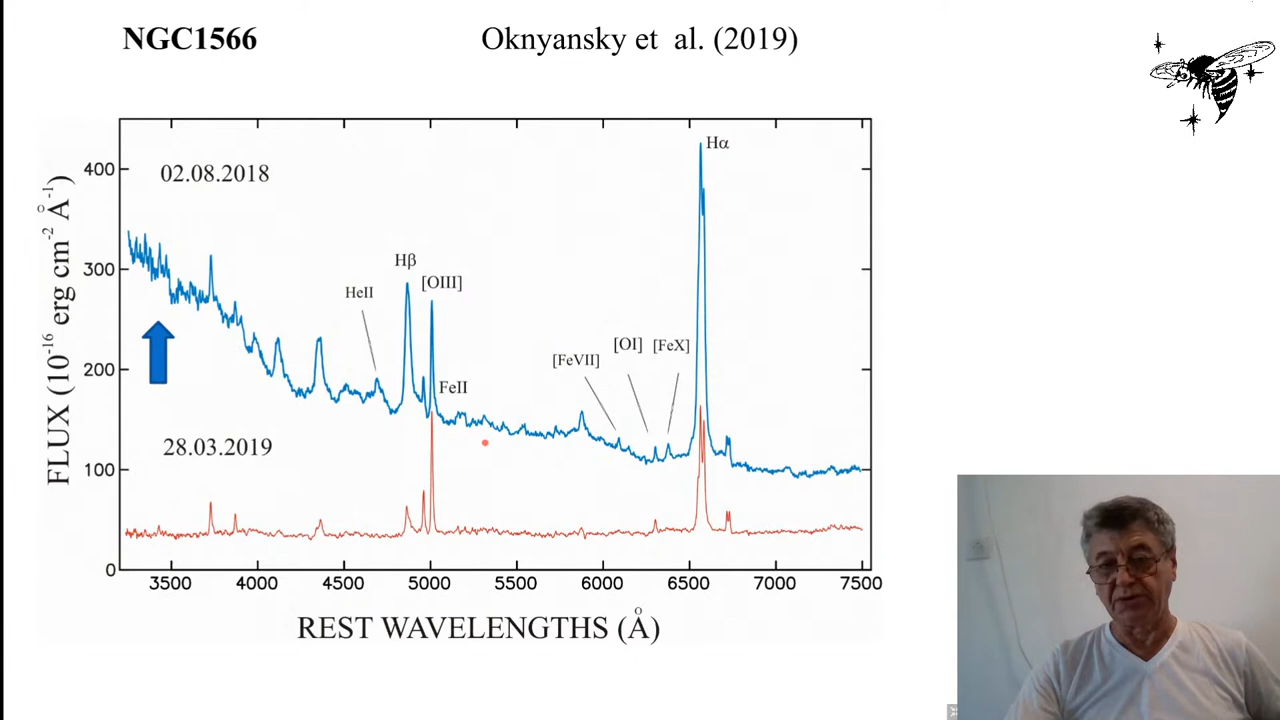 NGC1566
Oknyansky et al. (2019)
02.08.2018
28.03.2019
FLUX (10⁻¹⁶ erg cm⁻² Å⁻¹)
400
300
200
100
0
Hα
Hβ
[OIII]
HeII
FeII
[FeVII]
[OI]
[FeX]
3500 4000 4500 5000 5500 6000 6500 7000 7500
REST WAVELENGTHS (Å)